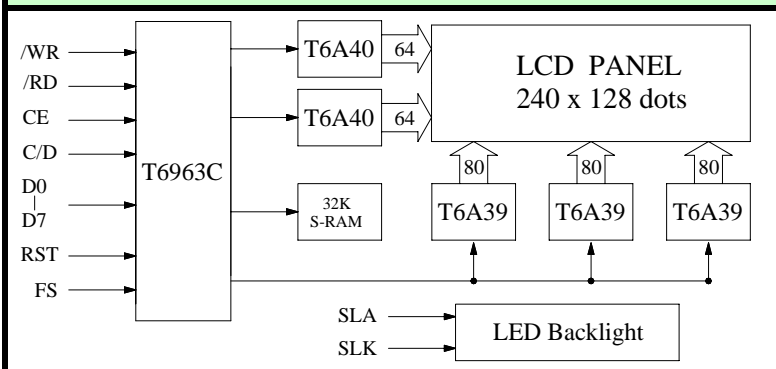 /WR
/RD
CE
C/D
D0
D7
RST
FS
T6963C
T6A40
64
T6A40
64
32K
S-RAM
LCD PANEL
240 x 128 dots
80
80
80
T6A39
T6A39
T6A39
SLA
SLK
LED Backlight